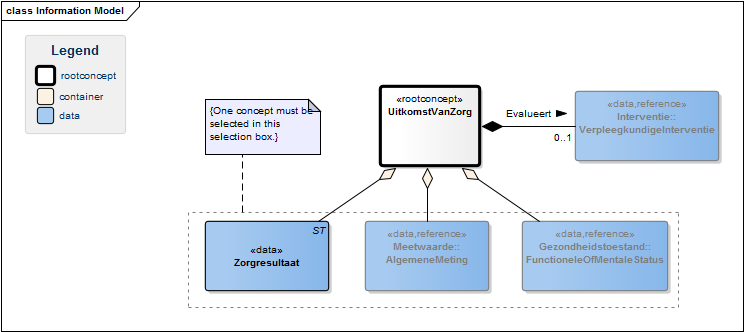 class Information Model
Legend
rootconcept
container
data
{One concept must be
selected in this
selection box.}
«rootconcept»
UitkomstVanZorg
Evalueert
0..1
«data,reference»
Interventie::
VerpleegkundigeInterventie
ST
«data»
Zorgresultaat
«data,reference»
Meetwaarde::
AlgemeneMeting
«data,reference»
Gezondheidstoestand::
FunctioneleOfMentaleStatus